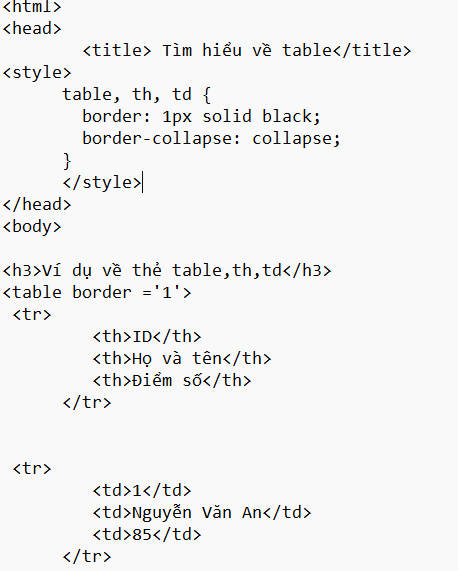 <html>
<head>
<title> Tìm hiểu về table</title>
<style>
table, th, td {
border: 1px solid black;
border-collapse: collapse;
}
</style>
</head>
<body>
<h3>Ví dụ về thẻ table,th,td</h3>
<table border ='1'>
<tr>
<th>ID</th>
<th>Họ và tên</th>
<th>Điểm số</th>
</tr>
<tr>
<td>1</td>
<td>Nguyễn Văn An</td>
<td>85</td>
</tr>